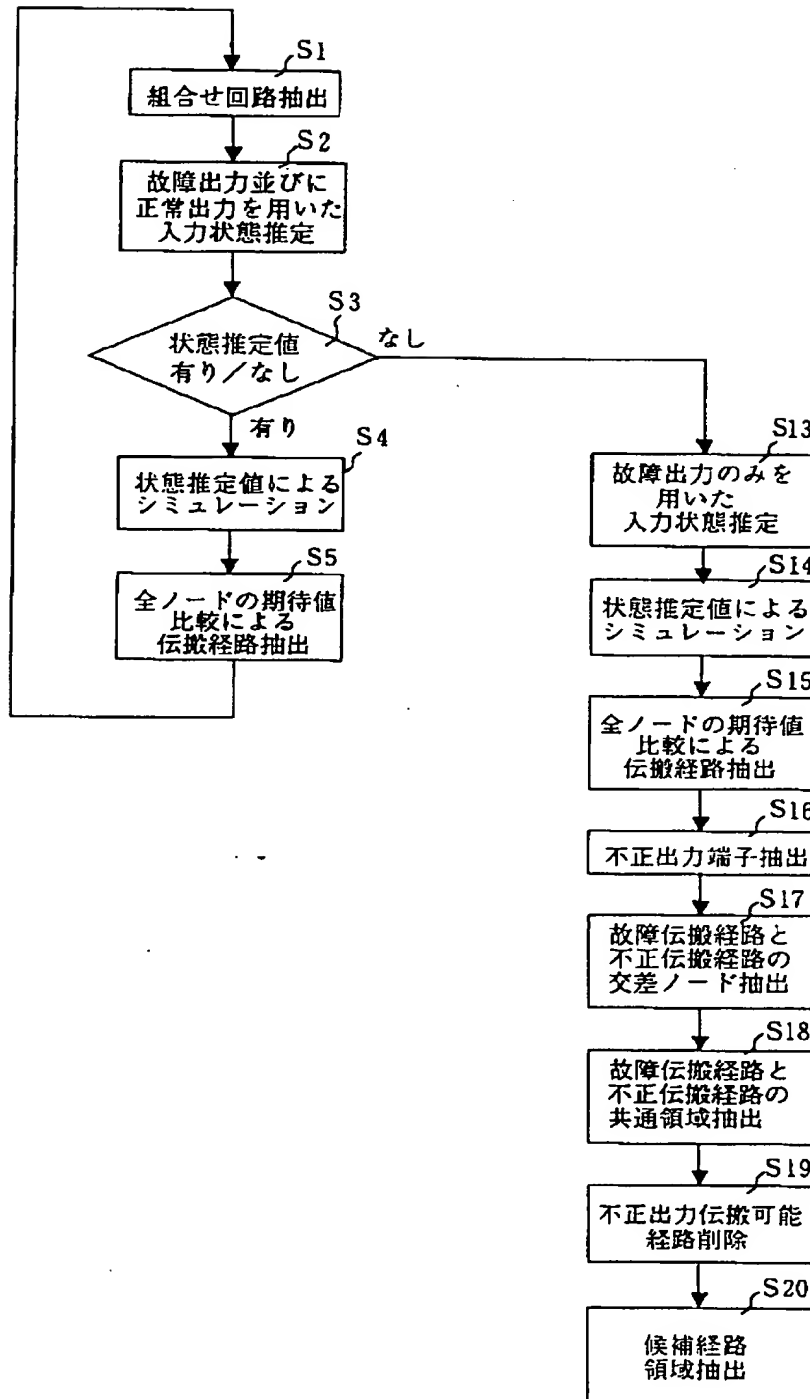 S1
組合せ回路抽出
S2
故障出力並びに
正常出力を用いた
入力状態推定
S3
状態推定値
有り／なし
なし
有り
S4
状態推定値による
シミュレーション
S5
全ノードの期待値
比較による
伝搬経路抽出
S13
故障出力のみを
用いた
入力状態推定
S14
状態推定値による
シミュレーション
S15
全ノードの期待値
比較による
伝搬経路抽出
S16
不正出力端子抽出
S17
故障伝搬経路と
不正伝搬経路の
交差ノード抽出
S18
故障伝搬経路と
不正伝搬経路の
共通領域抽出
S19
不正出力伝搬可能
経路削除
S20
候補経路
領域抽出